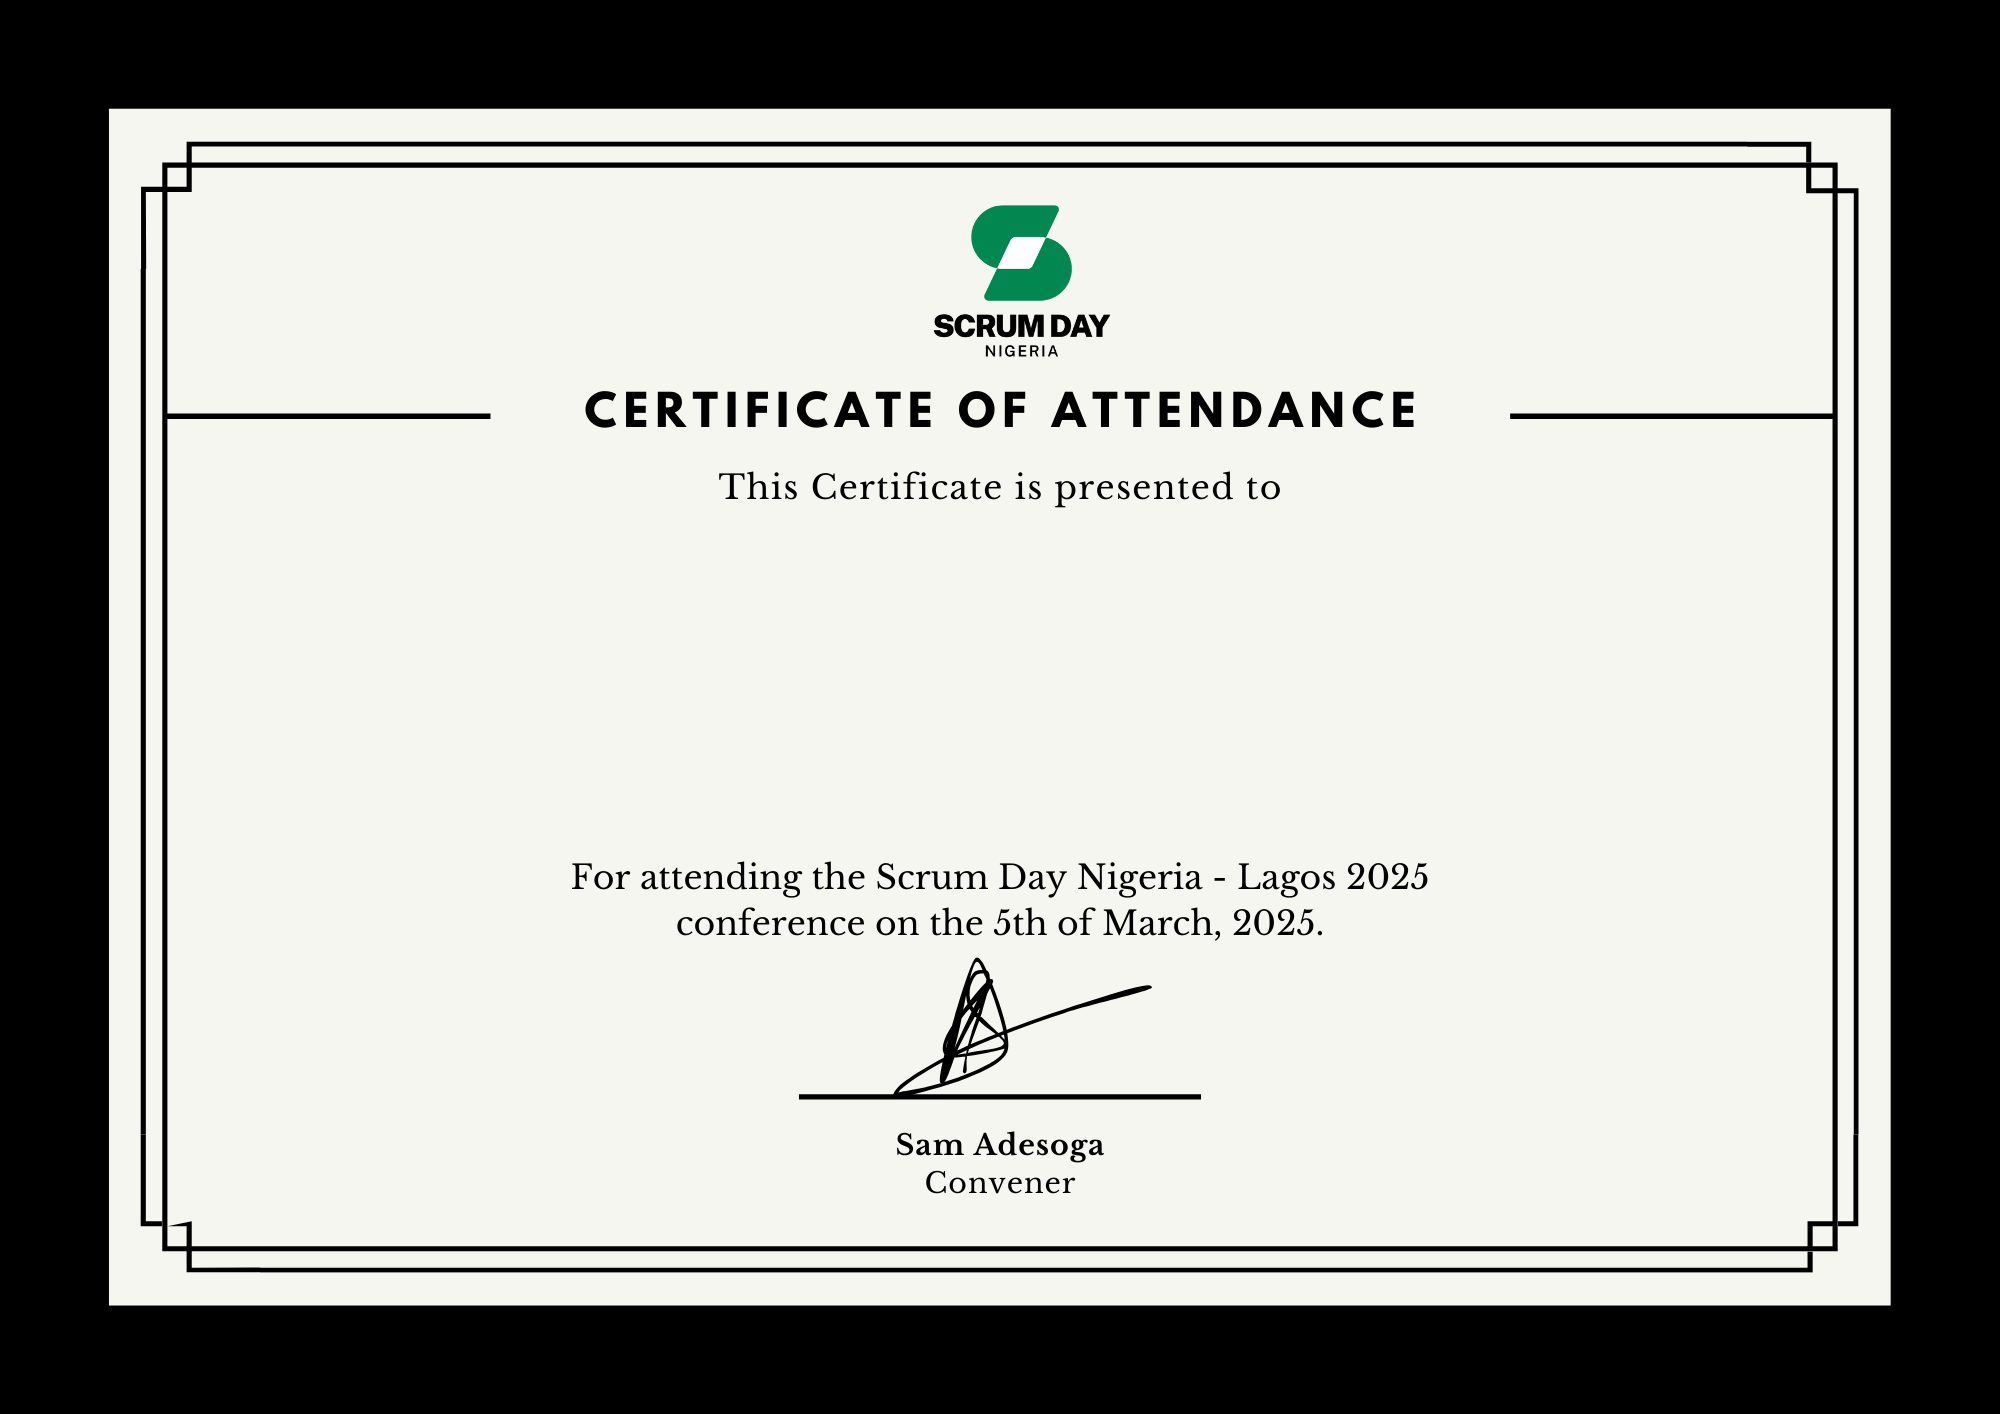 SCRUM DAY
NIGERIA
CERTIFICATE OF ATTENDANCE
This Certificate is presented to
For attending the Scrum Day Nigeria - Lagos 2025
conference on the 5th of March, 2025.
Sam Adesoga
Convener